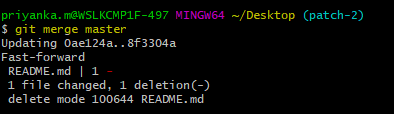 priyanka.m@WSLKCMP1F-497 MINGW64 ~/Desktop (patch-2)
$ git merge master
Updating 0ae124a..8f3304a
Fast-forward
 README.md | 1 -
 1 file changed, 1 deletion(-)
 delete mode 100644 README.md